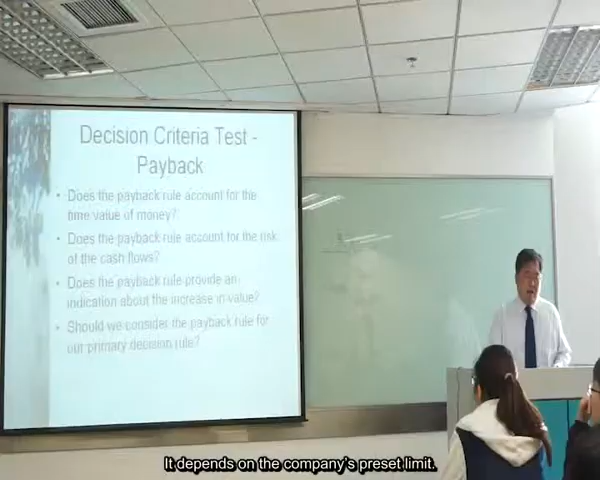 Decision Criteria Test -
Payback
• Does the payback rule account for the
time value of money?
• Does the payback rule account for the risk
of the cash flows?
• Does the payback rule provide an
indication about the increase in value?
• Should we consider the payback rule for
our primary decision rule?
It depends on the company's preset limit.